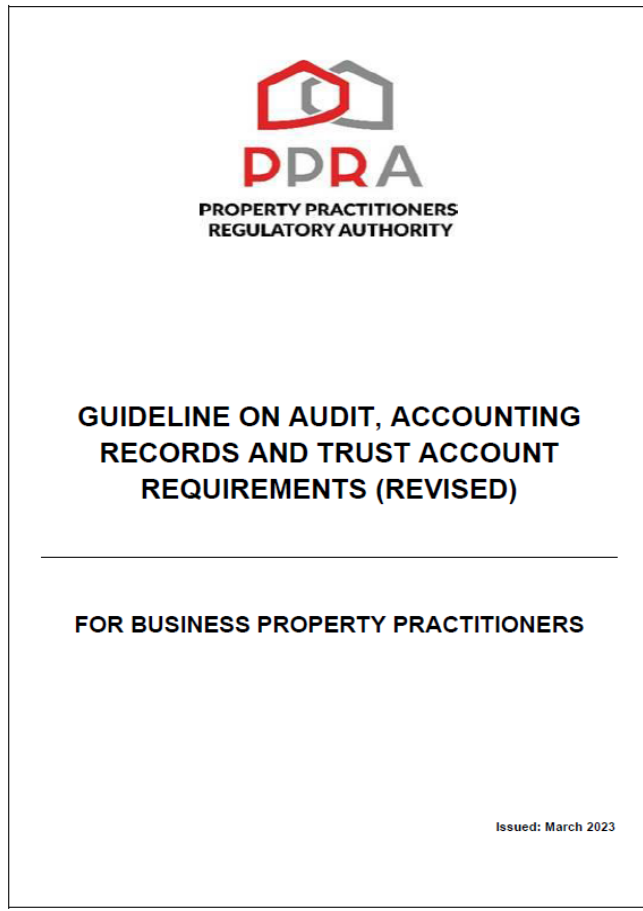 PPRA
PROPERTY PRACTITIONERS
REGULATORY AUTHORITY
GUIDELINE ON AUDIT, ACCOUNTING
RECORDS AND TRUST ACCOUNT
REQUIREMENTS (REVISED)
FOR BUSINESS PROPERTY PRACTITIONERS
Issued: March 2023